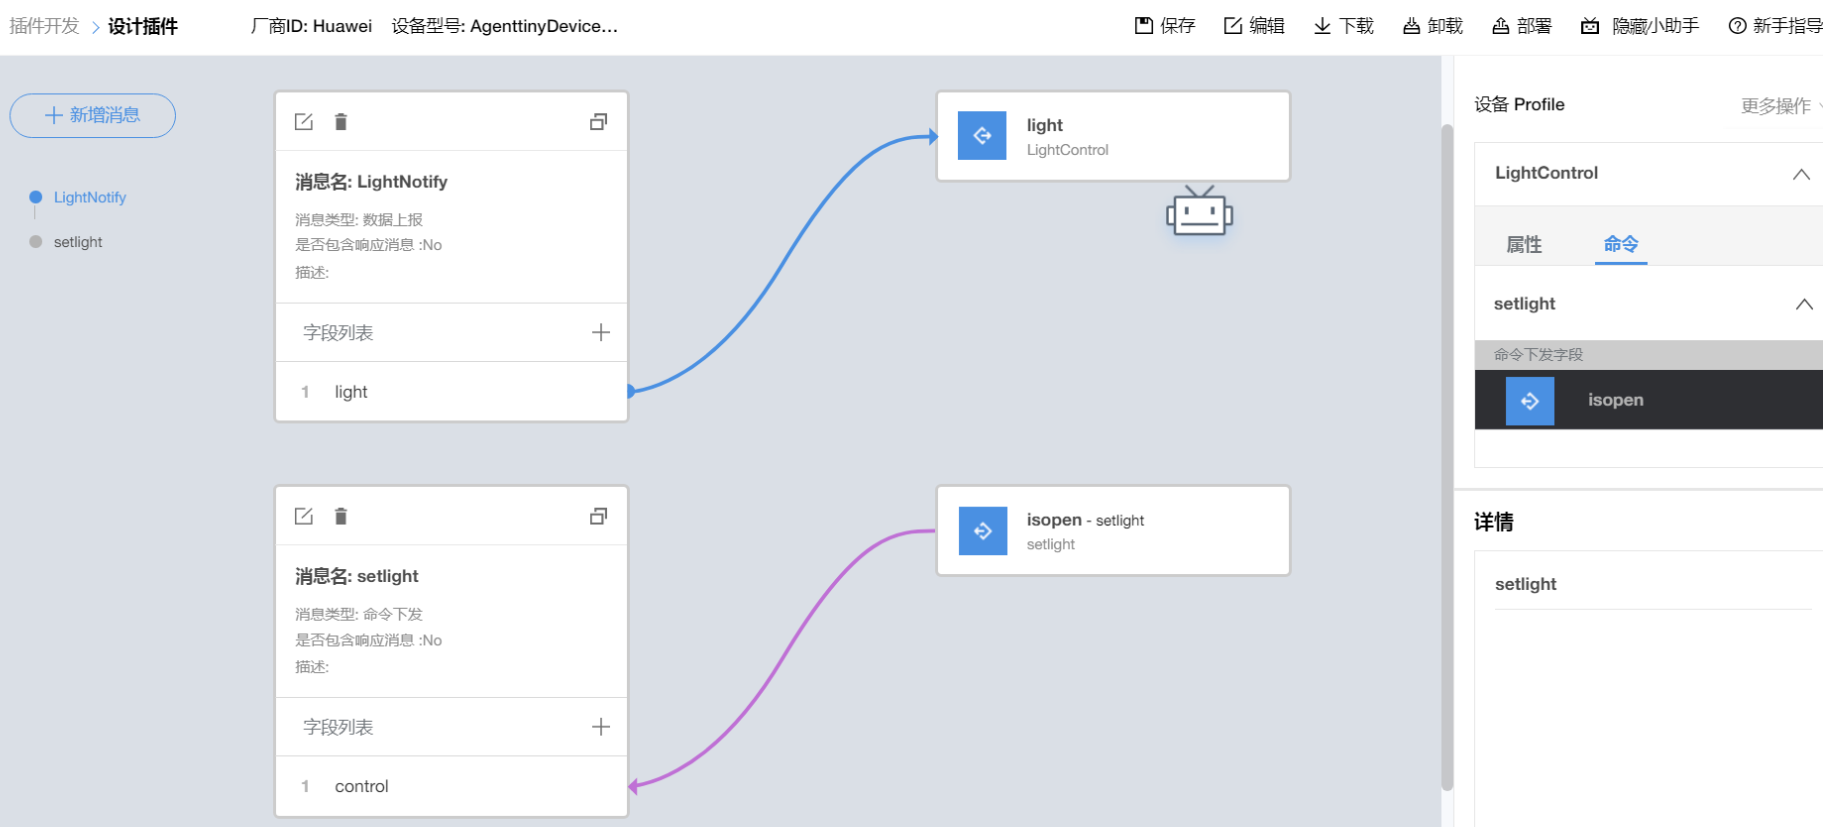 插件开发 > 设计插件 厂商ID: Huawei 设备型号: AgenttinyDevice... 保存 编辑 下载 卸载 部署 隐藏小助手 新手指导
新增消息
LightNotify
setlight
消息名: LightNotify
消息类型: 数据上报
是否包含响应消息 :No
描述:
字段列表
1 light
light
LightControl
消息名: setlight
消息类型: 命令下发
是否包含响应消息 :No
描述:
字段列表
1 control
isopen - setlight
setlight
设备 Profile 更多操作
LightControl
属性 命令
setlight
命令下发字段
isopen
详情
setlight